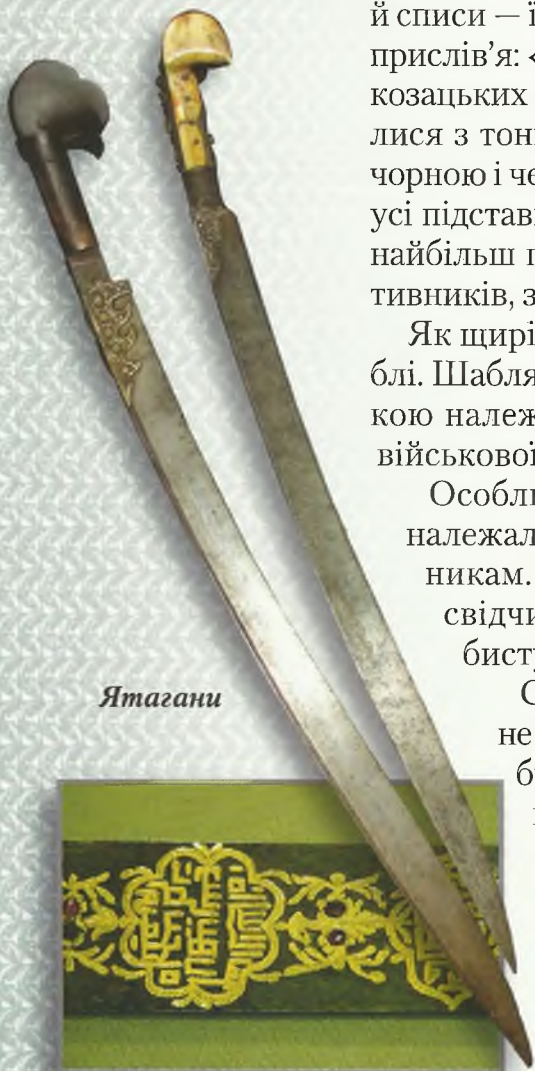 й списи — ї
прислів'я: «
козацьких
лися з тон
чорною і че
усі підстав
найбільш п
тивників, з
Як щирі
блі. Шабля
кою належ
військової
Особли
належал
никам.
свідчи
бисту
С
не
б
Ятагани